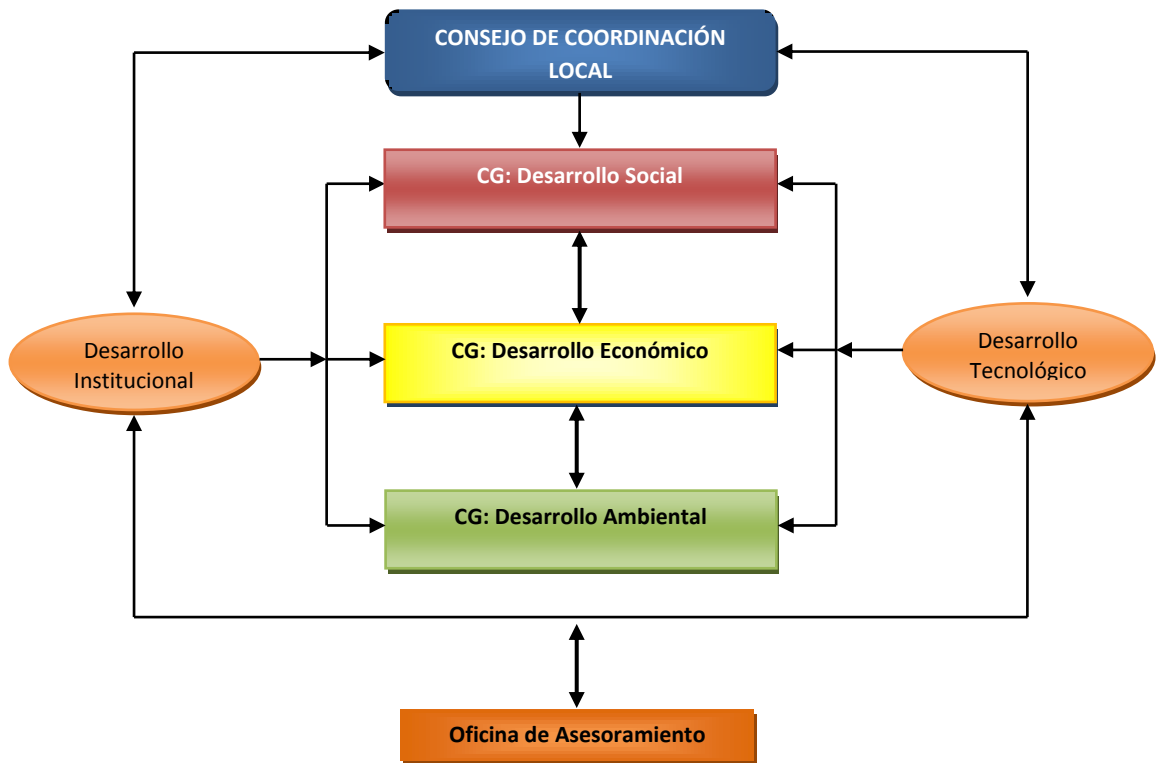 CONSEJO DE COORDINACIÓN
LOCAL
CG: Desarrollo Social
CG: Desarrollo Económico
Desarrollo
Institucional
Desarrollo
Tecnológico
CG: Desarrollo Ambiental
Oficina de Asesoramiento